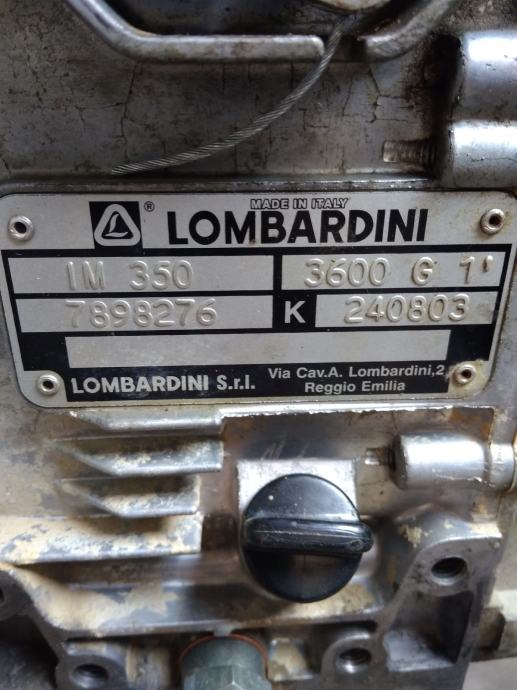 MADE IN ITALY
® LOMBARDINI
IM 350 3600 G 1'
7898276 K 240803
LOMBARDINI S.r.l. Via Cav.A. Lombardini,2
Reggio Emilia